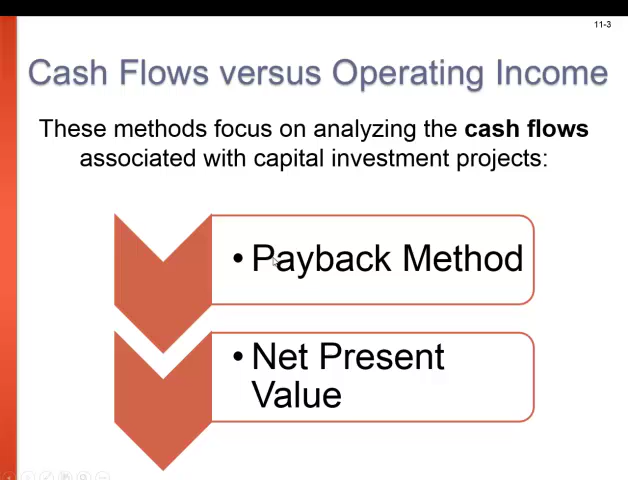 11-3
Cash Flows versus Operating Income
These methods focus on analyzing the cash flows
associated with capital investment projects:
• Payback Method
• Net Present
Value